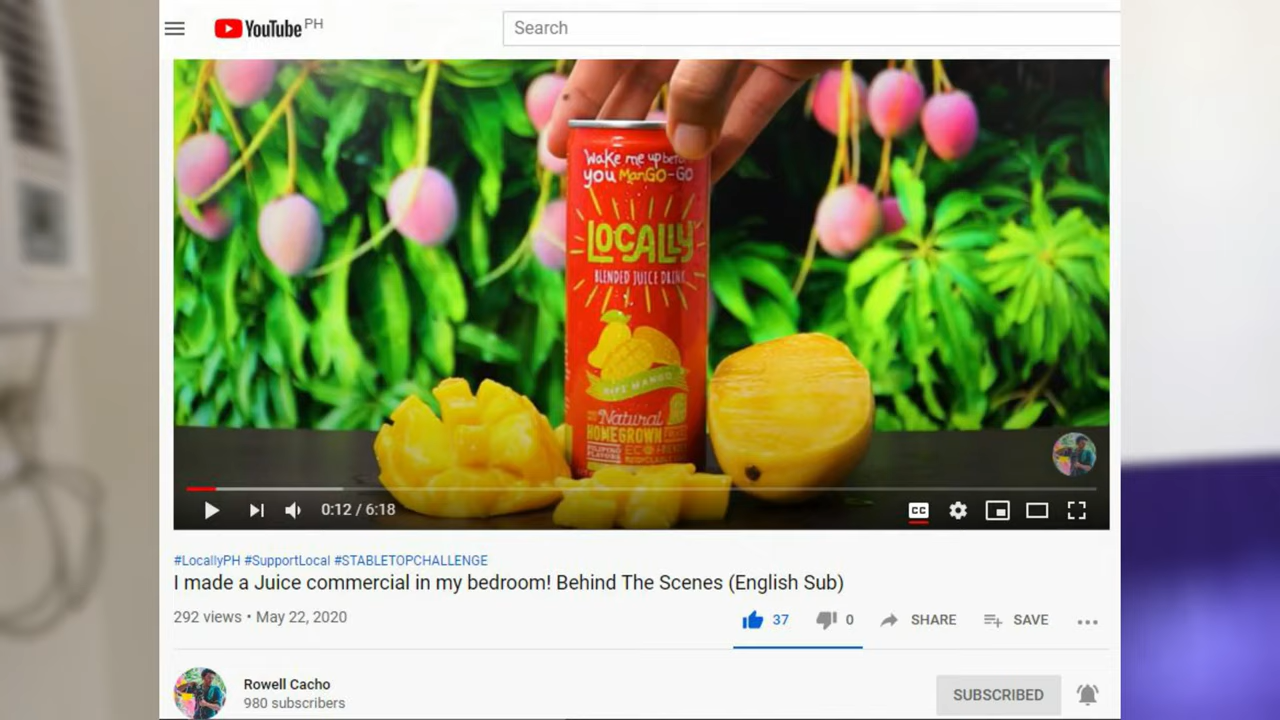 YouTube PH
Search
Wake me up before
you ManGO-GO
LOCALLY
BLENDED JUICE DRINK
RIPE MANGO
Natural
HOMEGROWN
0:12 / 6:18
CC
#LocallyPH #SupportLocal #STABLETOPCHALLENGE
I made a Juice commercial in my bedroom! Behind The Scenes (English Sub)
292 views • May 22, 2020
37
0
SHARE
SAVE
Rowell Cacho
980 subscribers
SUBSCRIBED